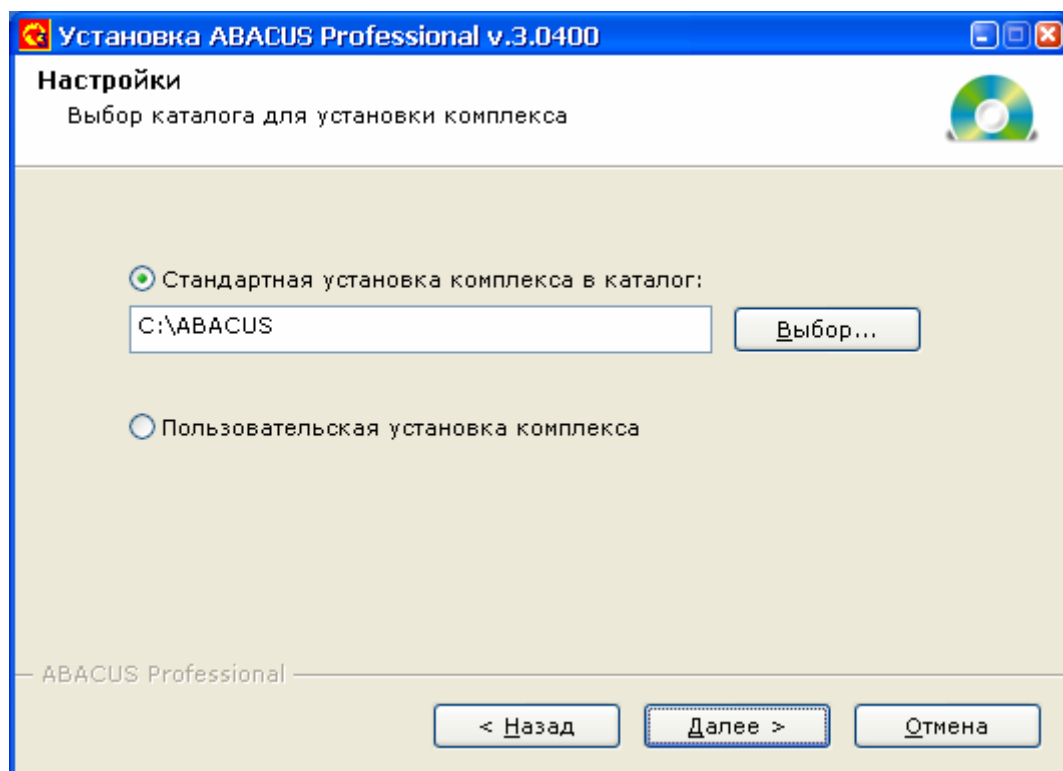 Установка ABACUS Professional v.3.0400
Настройки
Выбор каталога для установки комплекса
Стандартная установка комплекса в каталог:
C:\ABACUS
Выбор...
Пользовательская установка комплекса
ABACUS Professional
< Назад
Далее >
Отмена